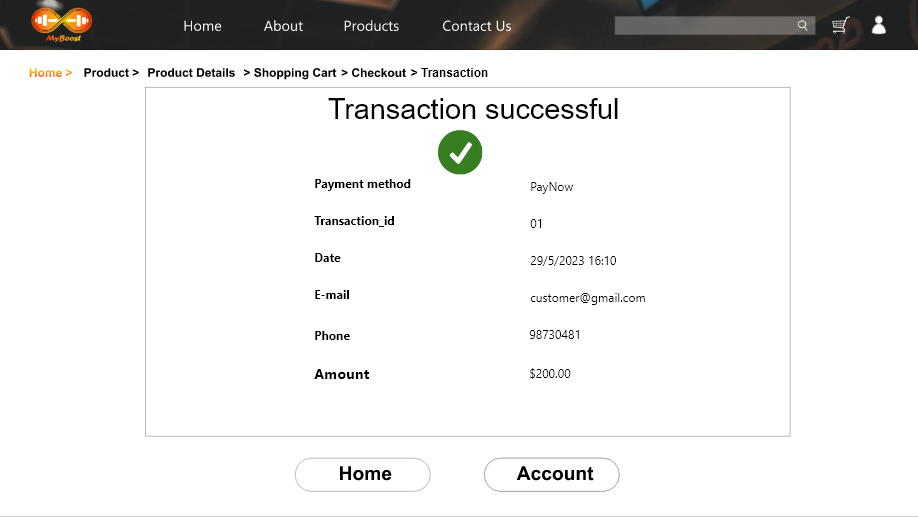 Home Account Products Contact Us
MyBoost
Home > Product > Product Details > Shopping Cart > Checkout > Transaction
Transaction successful
Payment method PayNow
Transaction_id 01
Date 29/5/2023 16:10
E-mail customer@gmail.com
Phone 98730481
Amount $200.00
Home Account